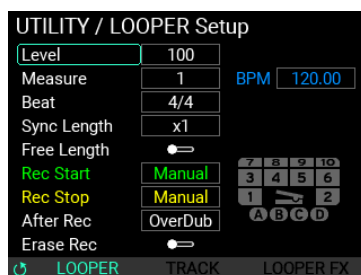 UTILITY / LOOPER Setup
Level 100
Measure 1 BPM 120.00
Beat 4/4
Sync Length x1
Free Length
Rec Start Manual
Rec Stop Manual
After Rec OverDub
Erase Rec
7 8 9 10
3 4 5 6
1 2
A B C D
LOOPER TRACK LOOPER FX